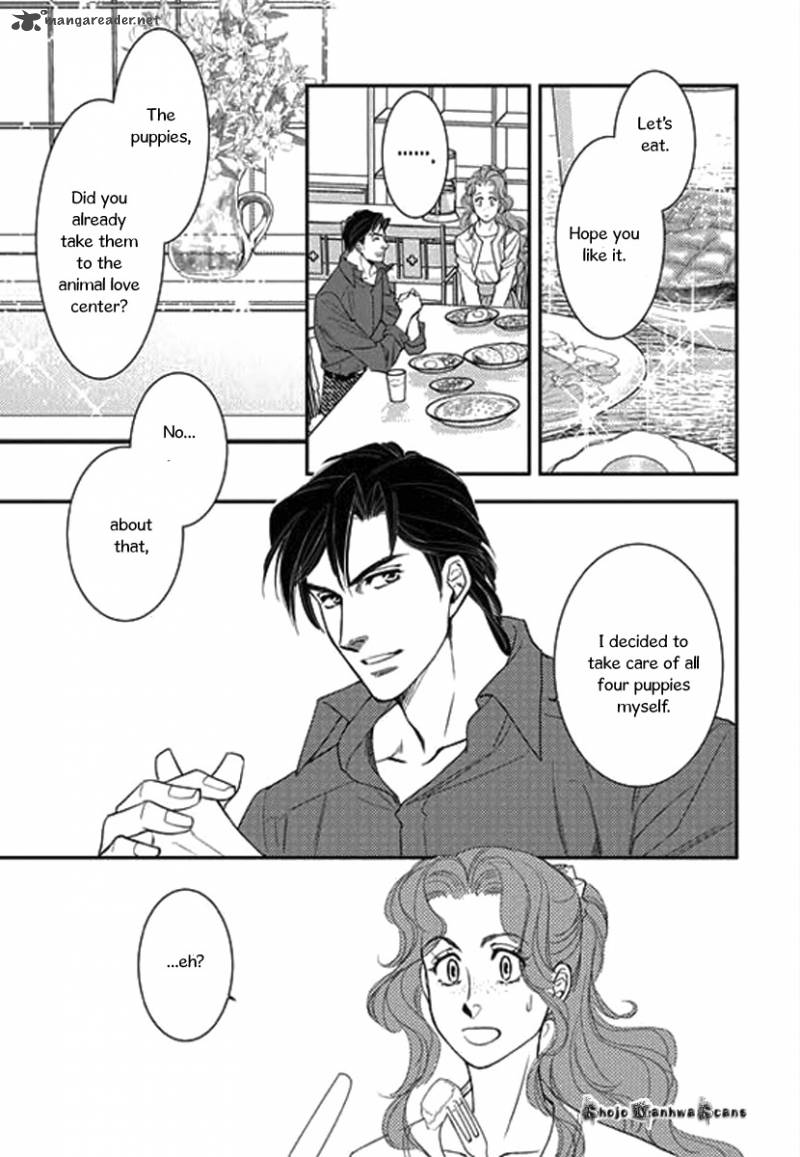 mangareader.net
Let's
eat.
Hope you
like it.
.......
The
puppies,
Did you
already
take them
to the
animal love
center?
No...
about
that,
I decided to
take care of all
four puppies
myself.
...eh?
Shojo Manhwa Scans